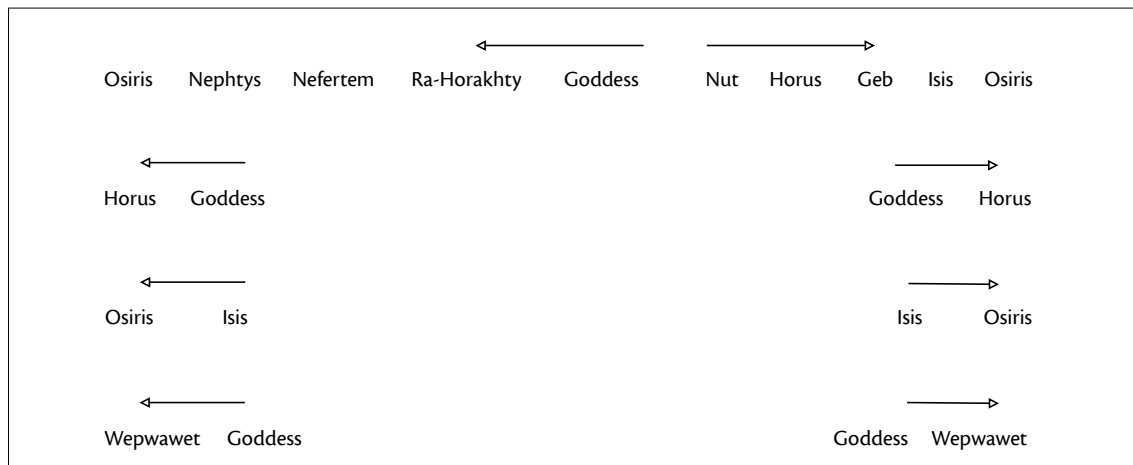 Osiris Nephtys Nefertem Ra-Horakhty Goddess Nut Horus Geb Isis Osiris
Horus Goddess Goddess Horus
Osiris Isis Isis Osiris
Wepwawet Goddess Goddess Wepwawet